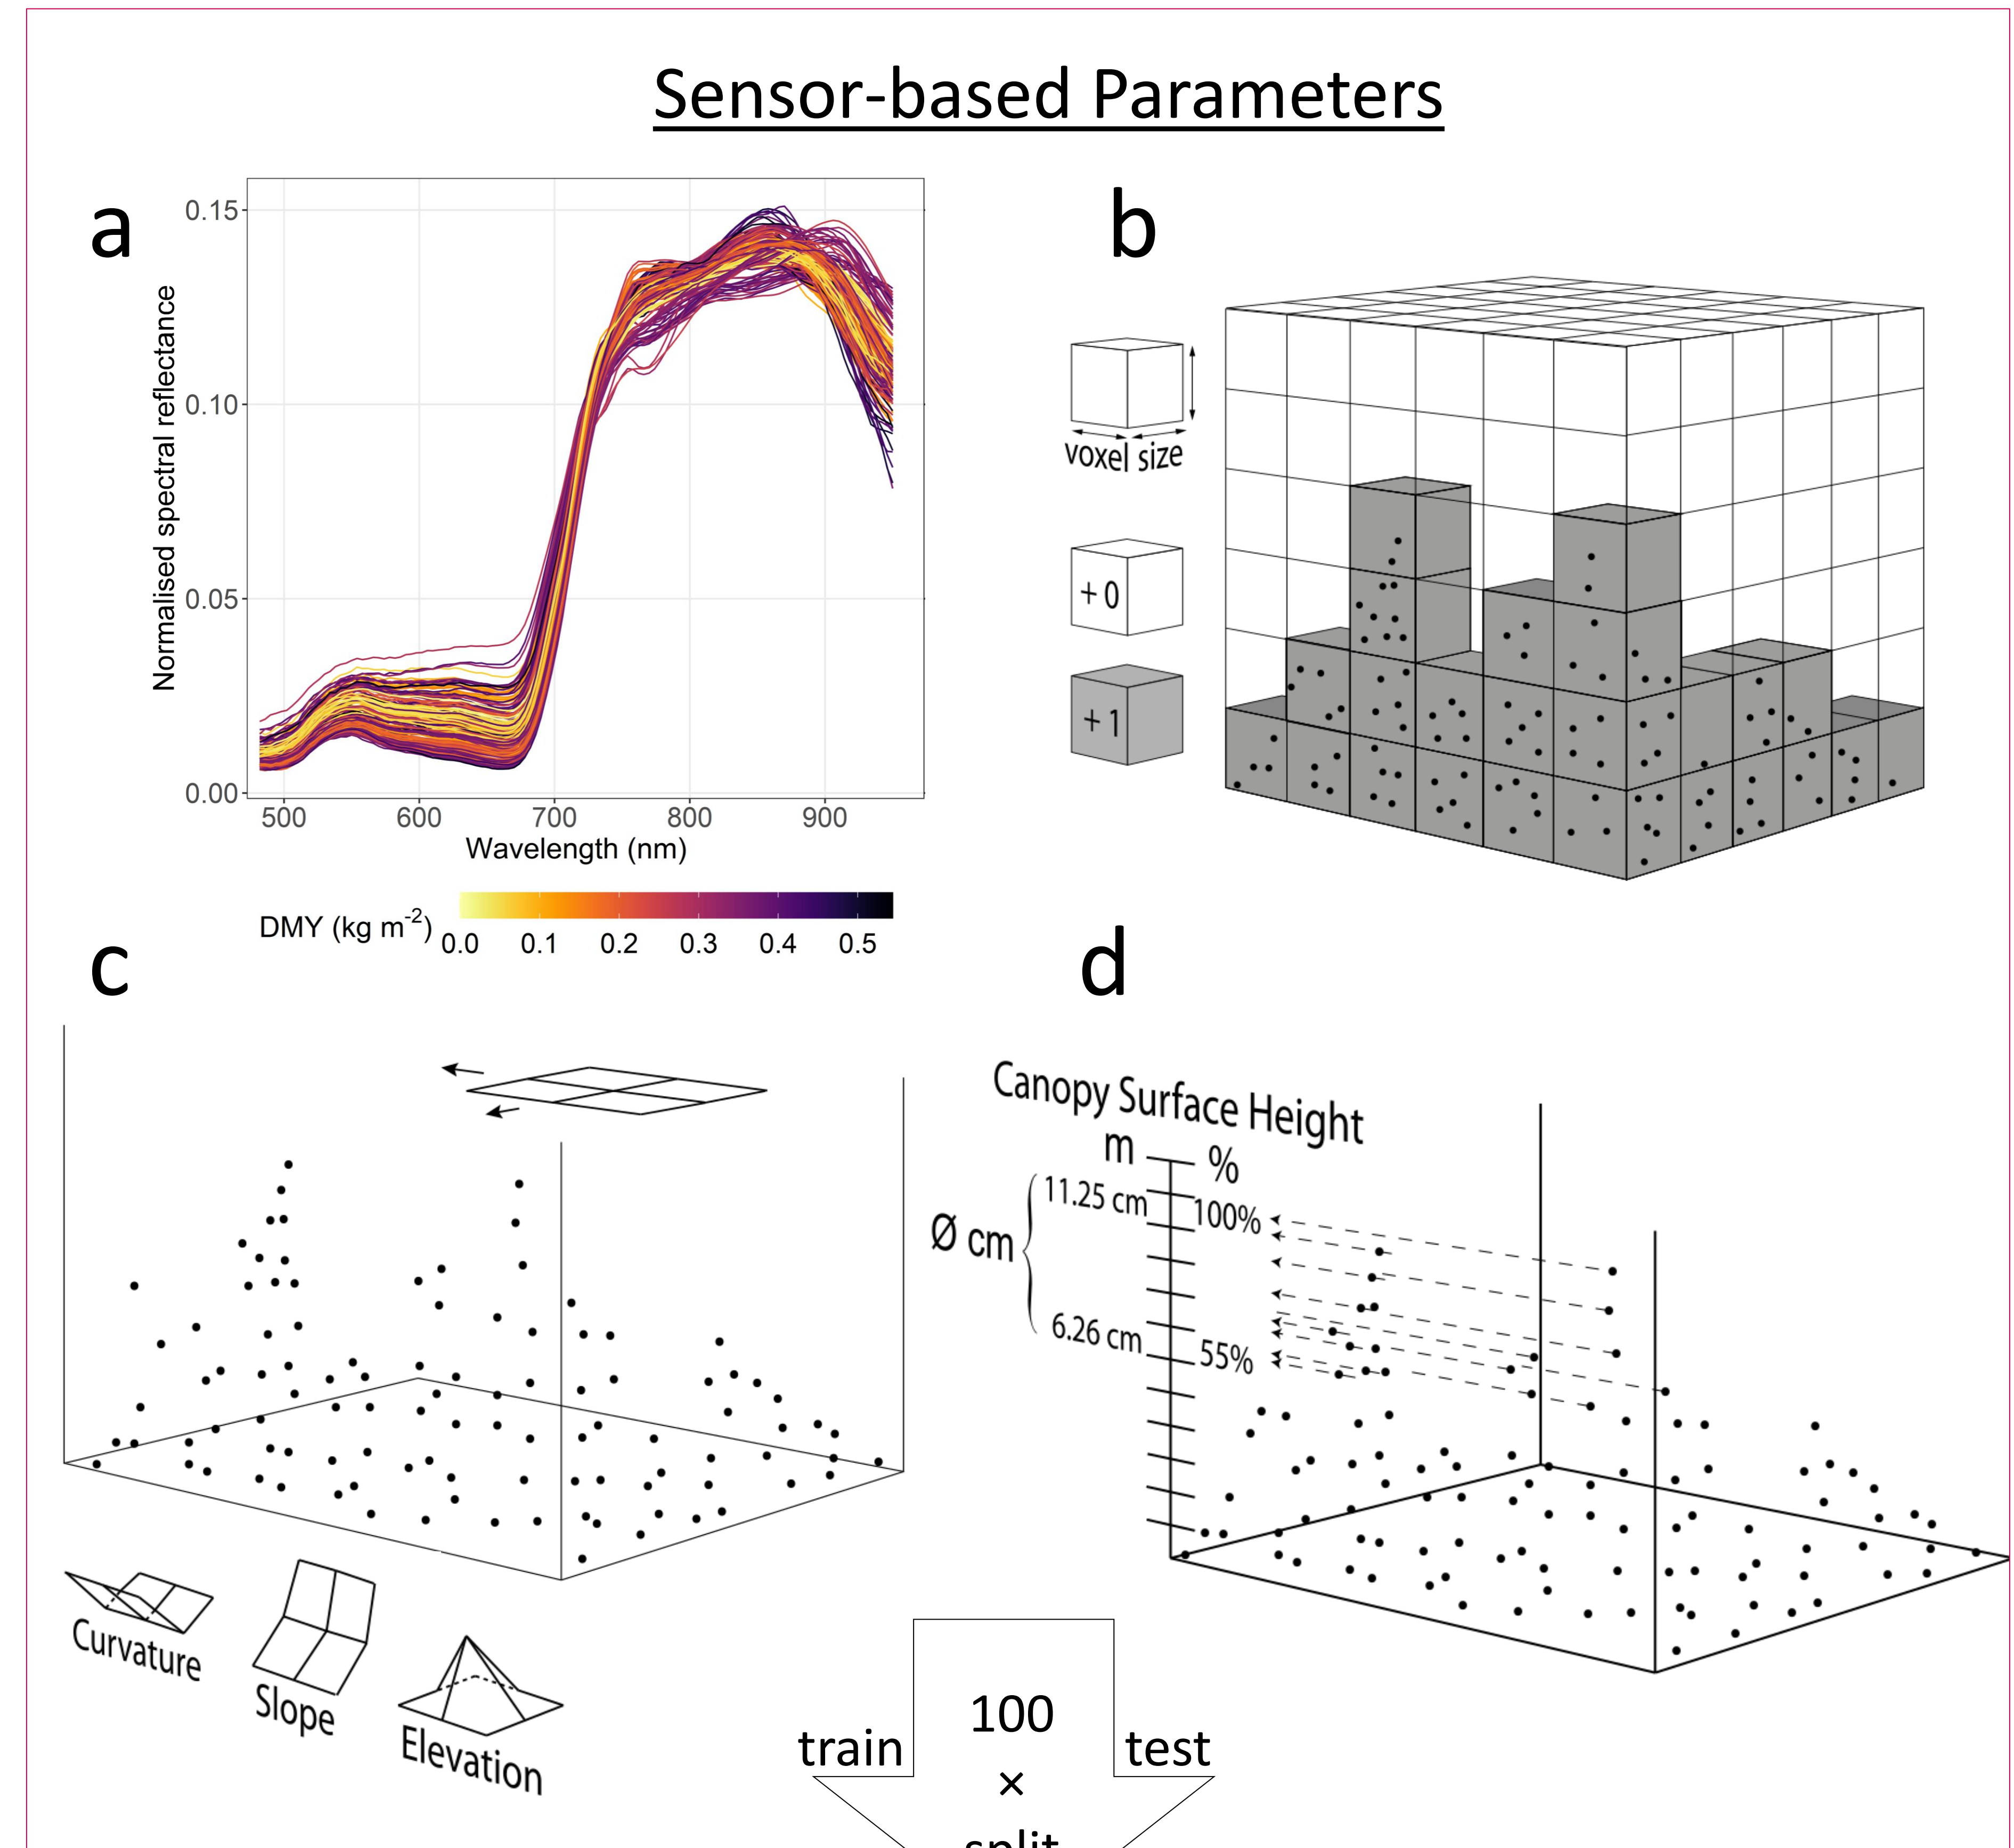 Sensor-based Parameters
a
0.15
0.10
0.05
0.00
Normalised spectral reflectance
500 600 700 800 900
Wavelength (nm)
DMY (kg m-2)
0.0 0.1 0.2 0.3 0.4 0.5
b
voxel size
+ 0
+ 1
c
Curvature
Slope
Elevation
d
Canopy Surface Height
m %
11.25 cm 100%
Ø cm
6.26 cm 55%
train 100 test
×
split